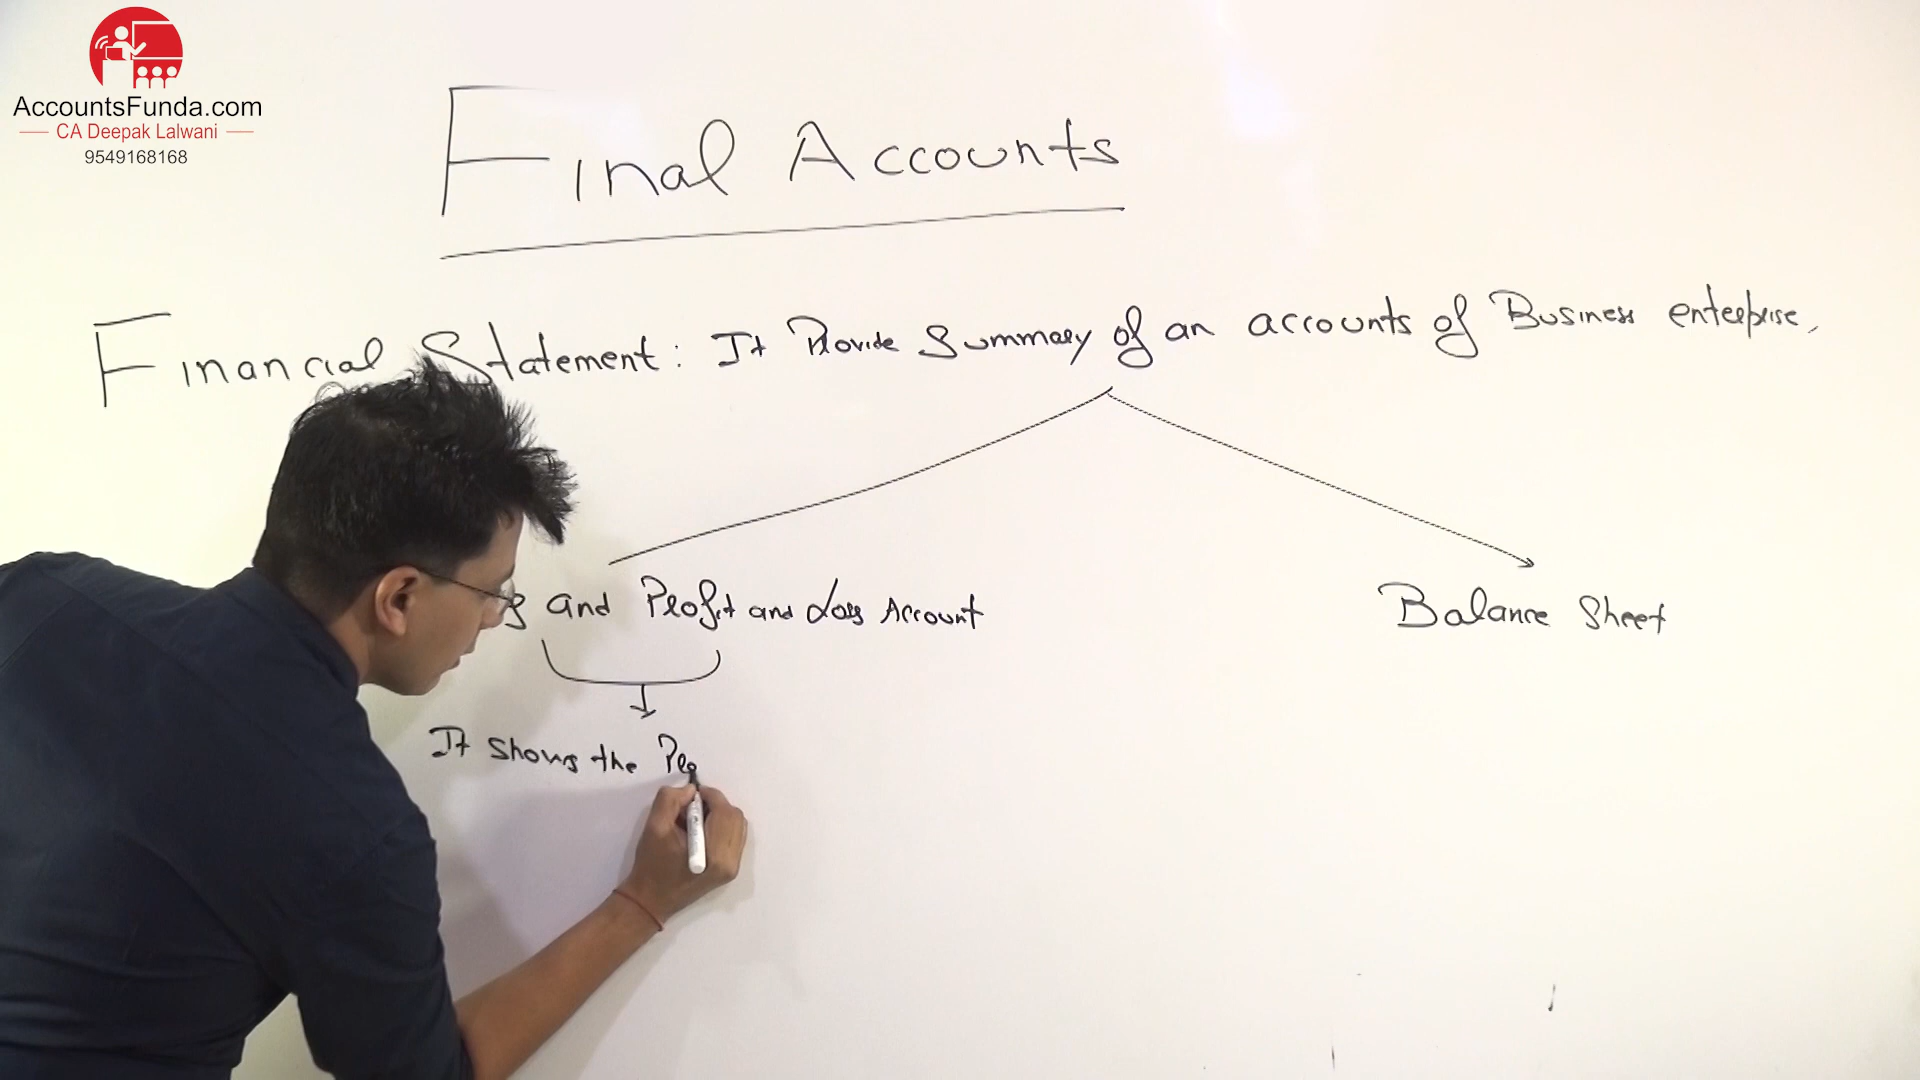 AccountsFunda.com
CA Deepak Lalwani
9549168168
Final Accounts
Financial Statement: It Provide Summary of an accounts of Business enterprise,
and Profit and Loss Account
Balance Sheet
It shows the